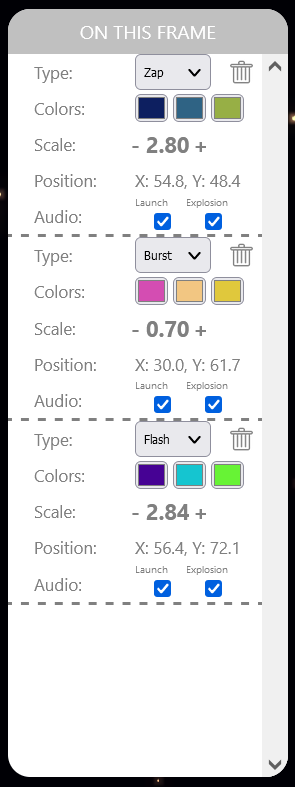 ON THIS FRAME
Type: Zap
Colors:
Scale: - 2.80 +
Position: X: 54.8, Y: 48.4
Launch Explosion
Audio:
Type: Burst
Colors:
Scale: - 0.70 +
Position: X: 30.0, Y: 61.7
Launch Explosion
Audio:
Type: Flash
Colors:
Scale: - 2.84 +
Position: X: 56.4, Y: 72.1
Launch Explosion
Audio: